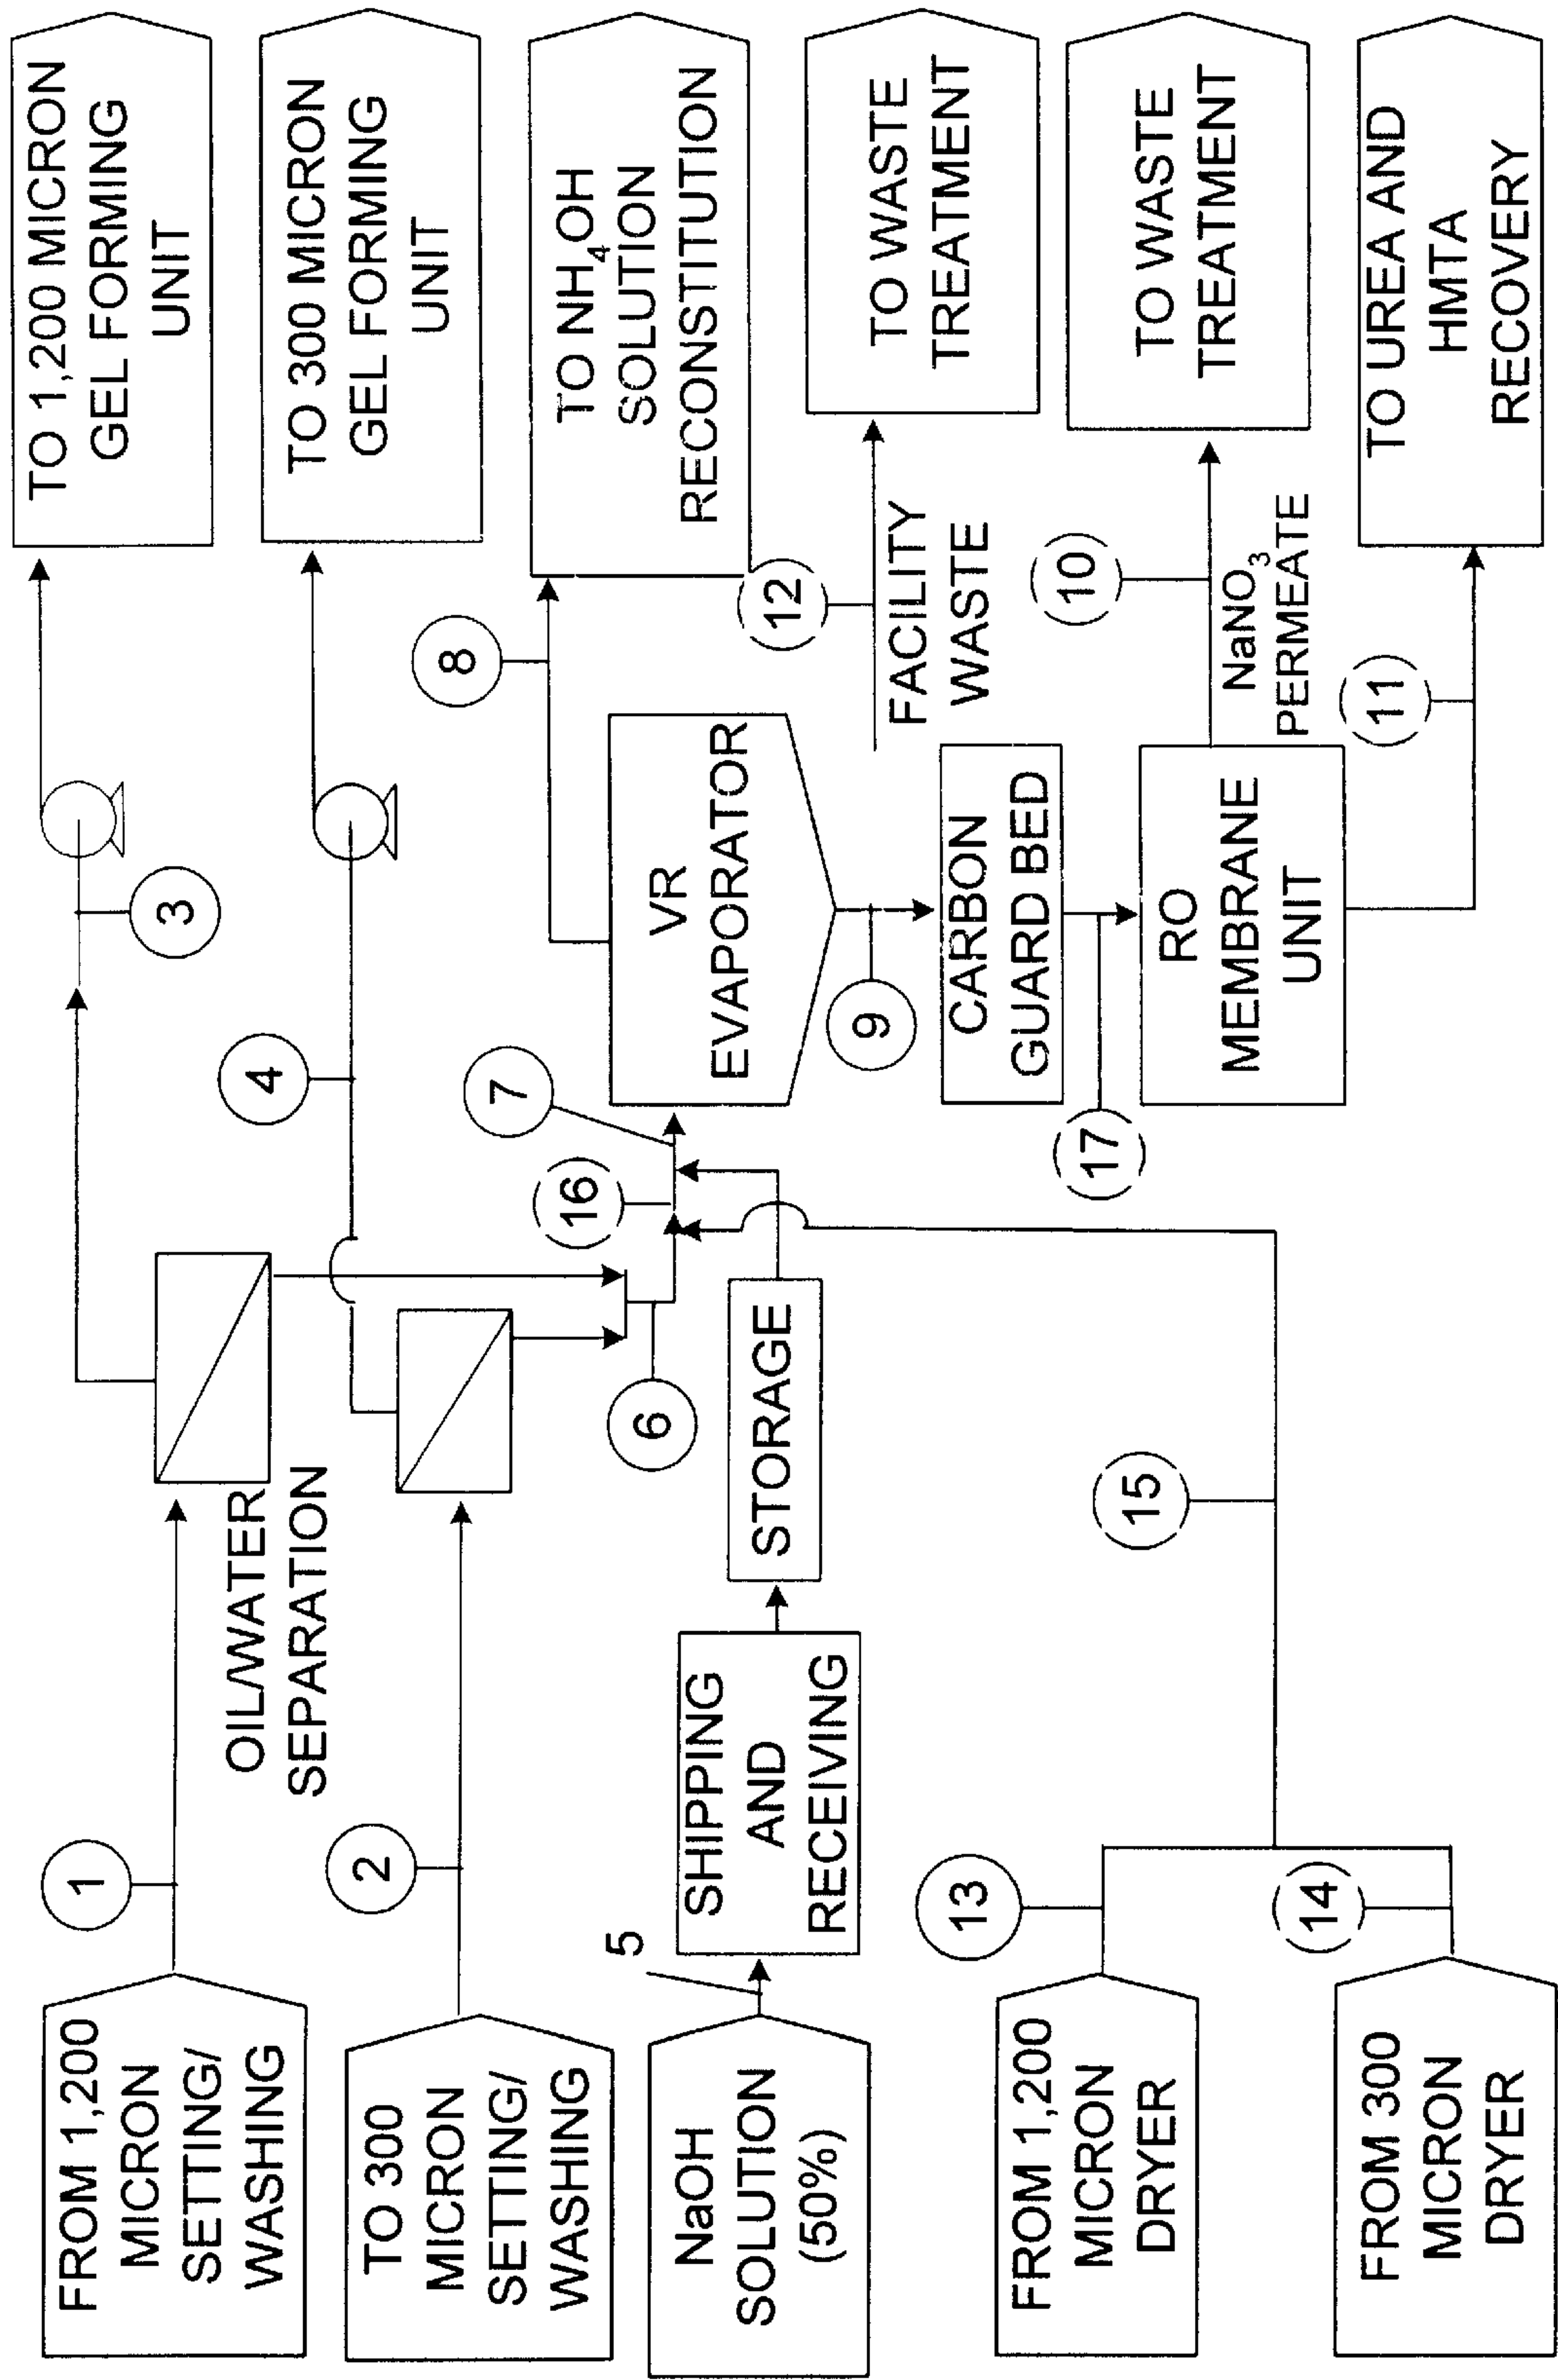 FROM 1,200
MICRON
SETTING/
WASHING
1
OIL/WATER
SEPARATION
3
TO 1,200 MICRON
GEL FORMING
UNIT
TO 300
MICRON
SETTING/
WASHING
2
4
TO 300 MICRON
GEL FORMING
UNIT
NaOH
SOLUTION
(50%)
5
SHIPPING
AND
RECEIVING
STORAGE
6
16
7
VR
EVAPORATOR
8
TO NH4OH
SOLUTION
RECONSTITUTION
9
12
FACILITY
WASTE
TO WASTE
TREATMENT
CARBON
GUARD BED
17
RO
MEMBRANE
UNIT
10
NaNO3
PERMEATE
TO WASTE
TREATMENT
11
TO UREA AND
HMTA
RECOVERY
FROM 1,200
MICRON
DRYER
13
15
FROM 300
MICRON
DRYER
14